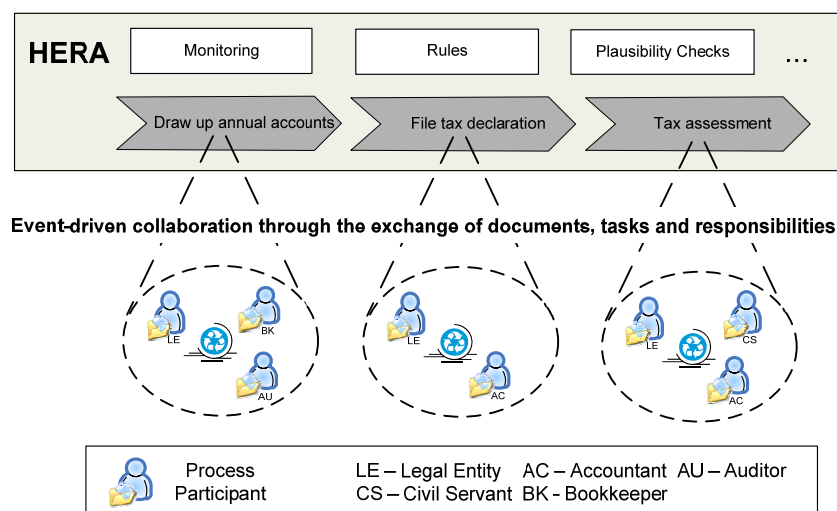 HERA
Monitoring
Rules
Plausibility Checks
...
Draw up annual accounts
File tax declaration
Tax assessment
Event-driven collaboration through the exchange of documents, tasks and responsibilities
LE
BK
AU
LE
AC
LE
CS
AC
Process
Participant
LE – Legal Entity AC – Accountant AU – Auditor
CS – Civil Servant BK - Bookkeeper